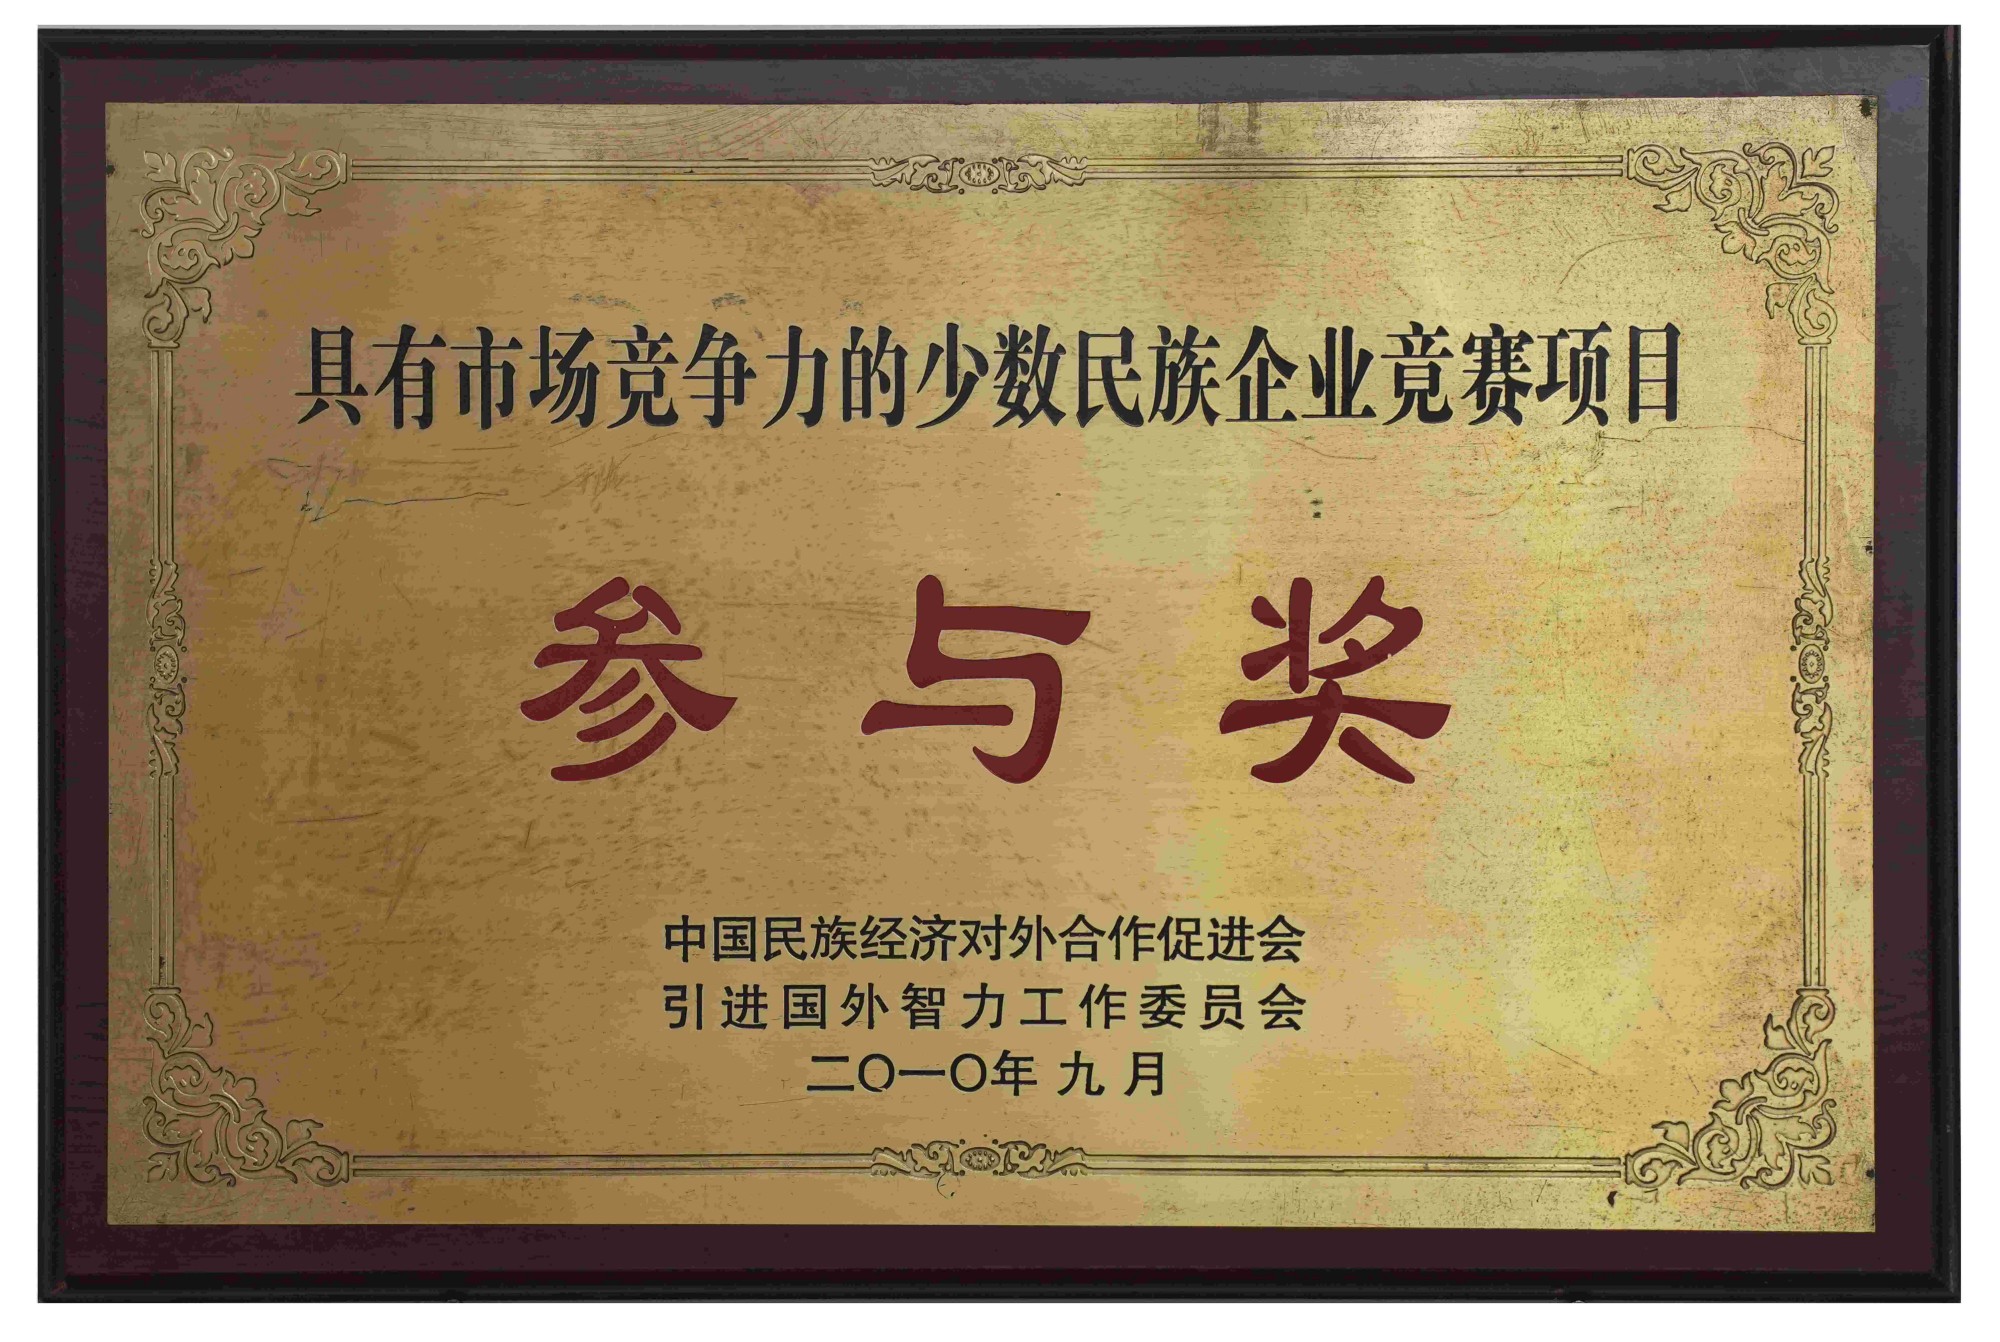 具有市场竞争力的少数民族企业竞赛项目
参与奖
中国民族经济对外合作促进会
引进国外智力工作委员会
二〇一〇年九月